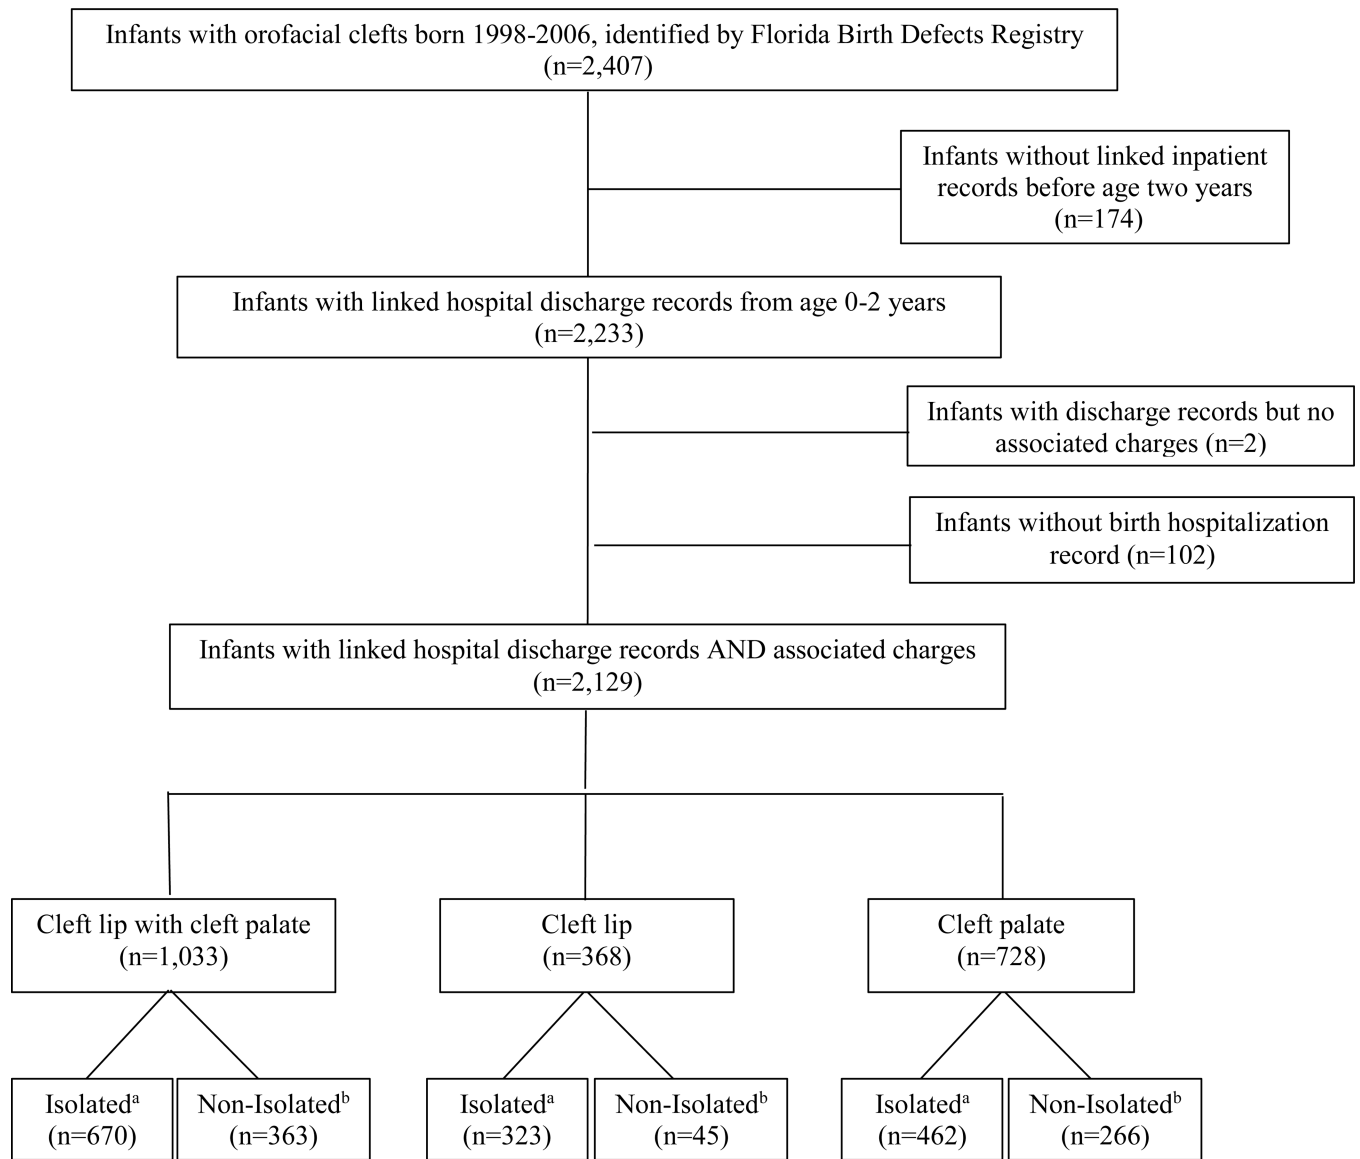 Infants with orofacial clefts born 1998-2006, identified by Florida Birth Defects Registry
(n=2,407)
Infants without linked inpatient
records before age two years
(n=174)
Infants with linked hospital discharge records from age 0-2 years
(n=2,233)
Infants with discharge records but no
associated charges (n=2)
Infants without birth hospitalization
record (n=102)
Infants with linked hospital discharge records AND associated charges
(n=2,129)
Cleft lip with cleft palate
(n=1,033)
Cleft lip
(n=368)
Cleft palate
(n=728)
Isolatedᵃ
(n=670)
Non-Isolatedᵇ
(n=363)
Isolatedᵃ
(n=323)
Non-Isolatedᵇ
(n=45)
Isolatedᵃ
(n=462)
Non-Isolatedᵇ
(n=266)